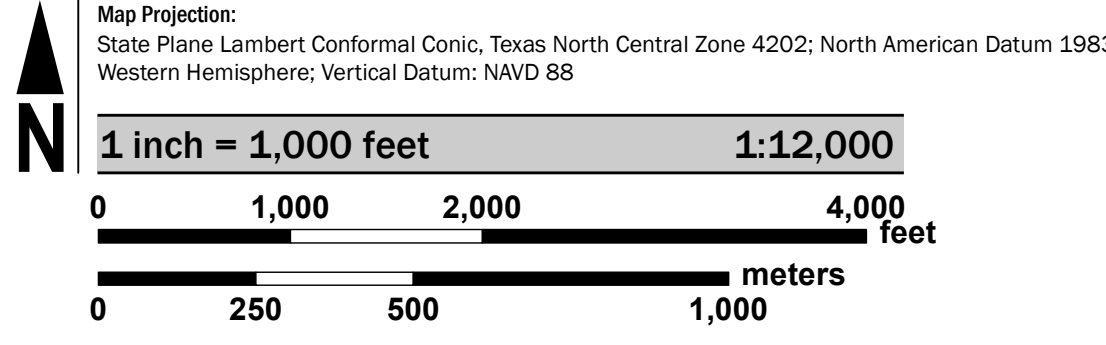 Map Projection:
State Plane Lambert Conformal Conic, Texas North Central Zone 4202; North American Datum 1983
Western Hemisphere; Vertical Datum: NAVD 88
N
1 inch = 1,000 feet 1:12,000
0 1,000 2,000 4,000
feet
meters
0 250 500 1,000